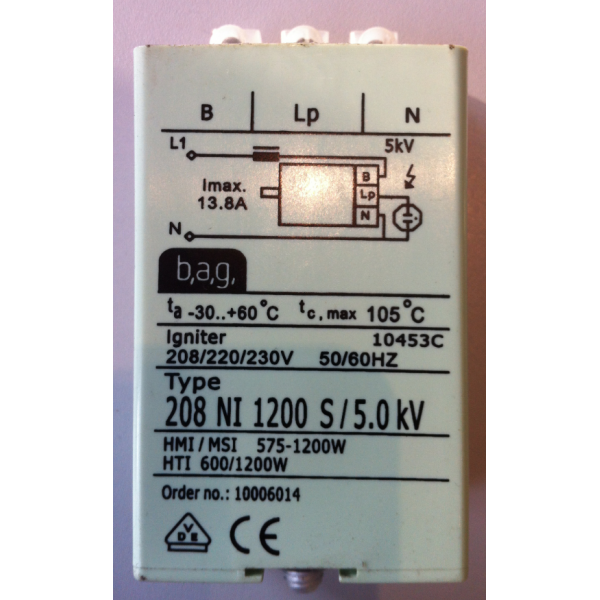 B Lp N
L1 5kV
B
Imax. Lp
13.8A N
N
b,a,g,
ta -30..+60°C tc, max 105°C
Igniter 10453C
208/220/230V 50/60HZ
Type
208 NI 1200 S/5.0 kV
HMI/MSI 575-1200W
HTI 600/1200W
Order no.: 10006014
VDE CE